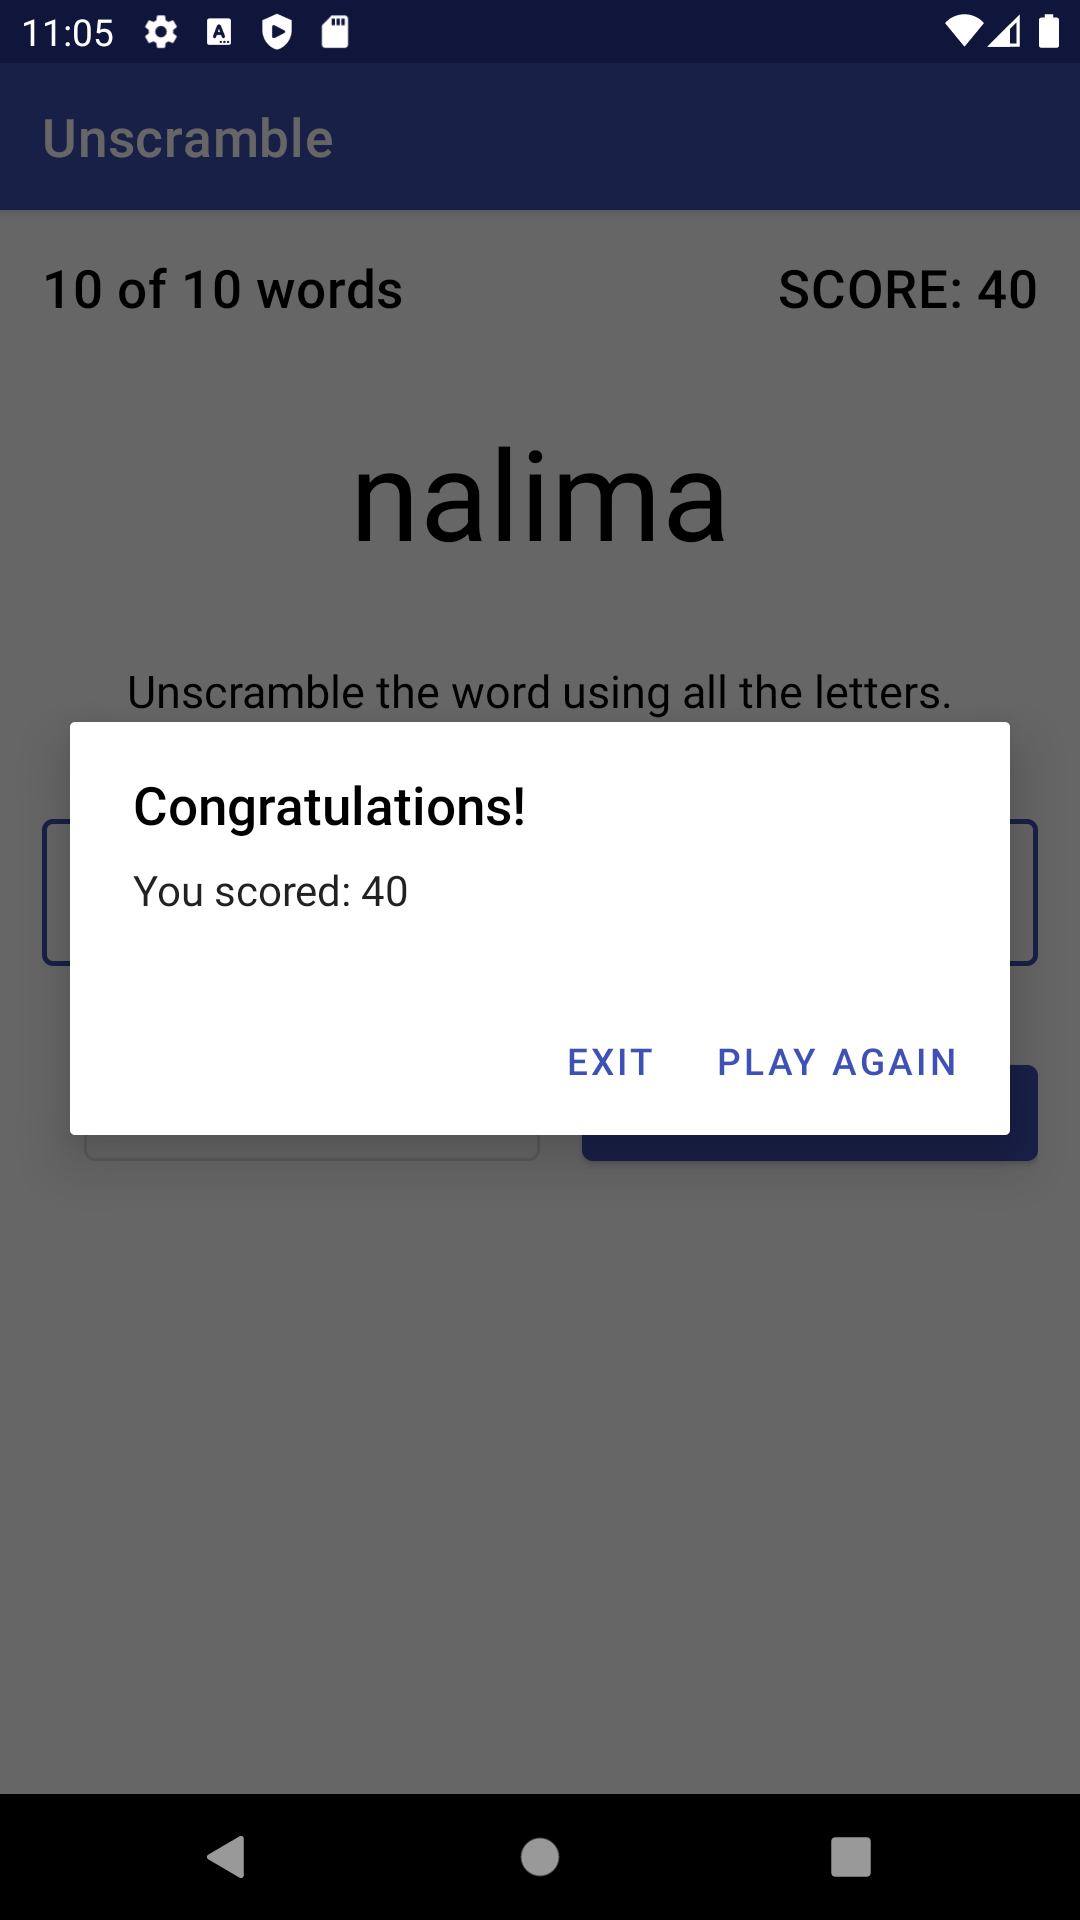 11:05
Unscramble
10 of 10 words
SCORE: 40
nalima
Unscramble the word using all the letters.
Congratulations!
You scored: 40
EXIT
PLAY AGAIN